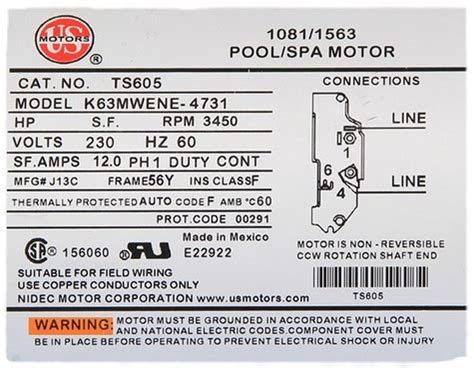 US
MOTORS
®
1081/1563
POOL/SPA MOTOR
CAT. NO. TS605
MODEL K63MWENE-4731
HP S.F. RPM 3450
VOLTS 230 HZ 60
SF.AMPS 12.0 PH 1 DUTY CONT
MFG# J13C FRAME 56Y INS CLASS F
THERMALLY PROTECTED AUTO CODE F AMB °C 60
PROT.CODE 00291
CONNECTIONS
LINE
1
6
4
LINE
Made in Mexico
156060
E22922
MOTOR IS NON - REVERSIBLE
CCW ROTATION SHAFT END
SUITABLE FOR FIELD WIRING
USE COPPER CONDUCTORS ONLY
NIDEC MOTOR CORPORATION www.usmotors.com
TS605
WARNING: MOTOR MUST BE GROUNDED IN ACCORDANCE WITH LOCAL
AND NATIONAL ELECTRIC CODES.COMPONENT COVER MUST
BE IN PLACE BEFORE OPERATING TO PREVENT ELECTRICAL SHOCK OR INJURY